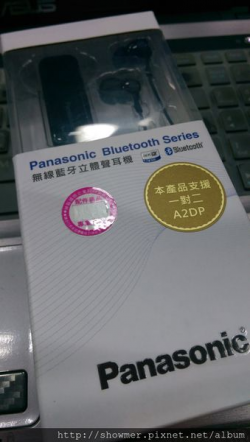 Panasonic Bluetooth Series
無線藍牙立體聲耳機
Bluetooth
本產品支援
一對二
A2DP
Panasonic
http://showmer.pixnet.net/album